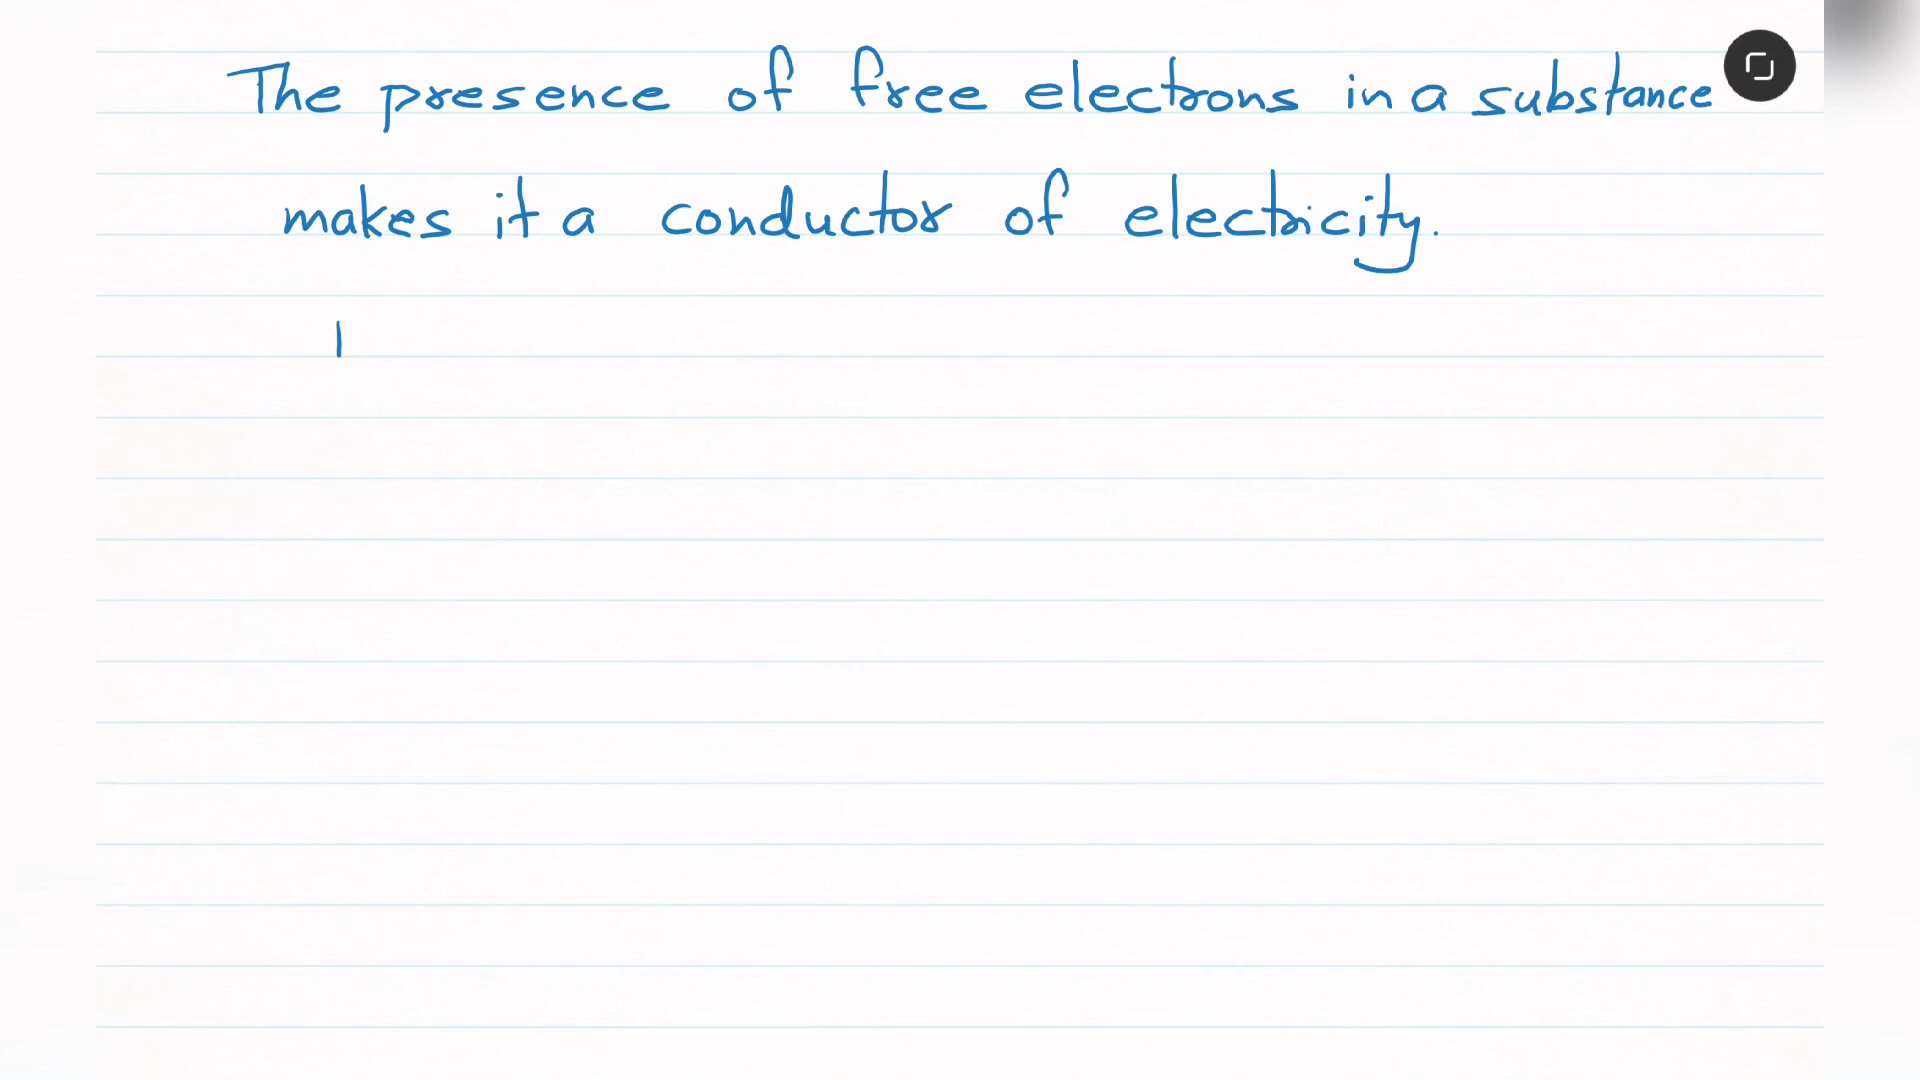 The presence of free electrons in a substance
makes it a conductor of electricity.